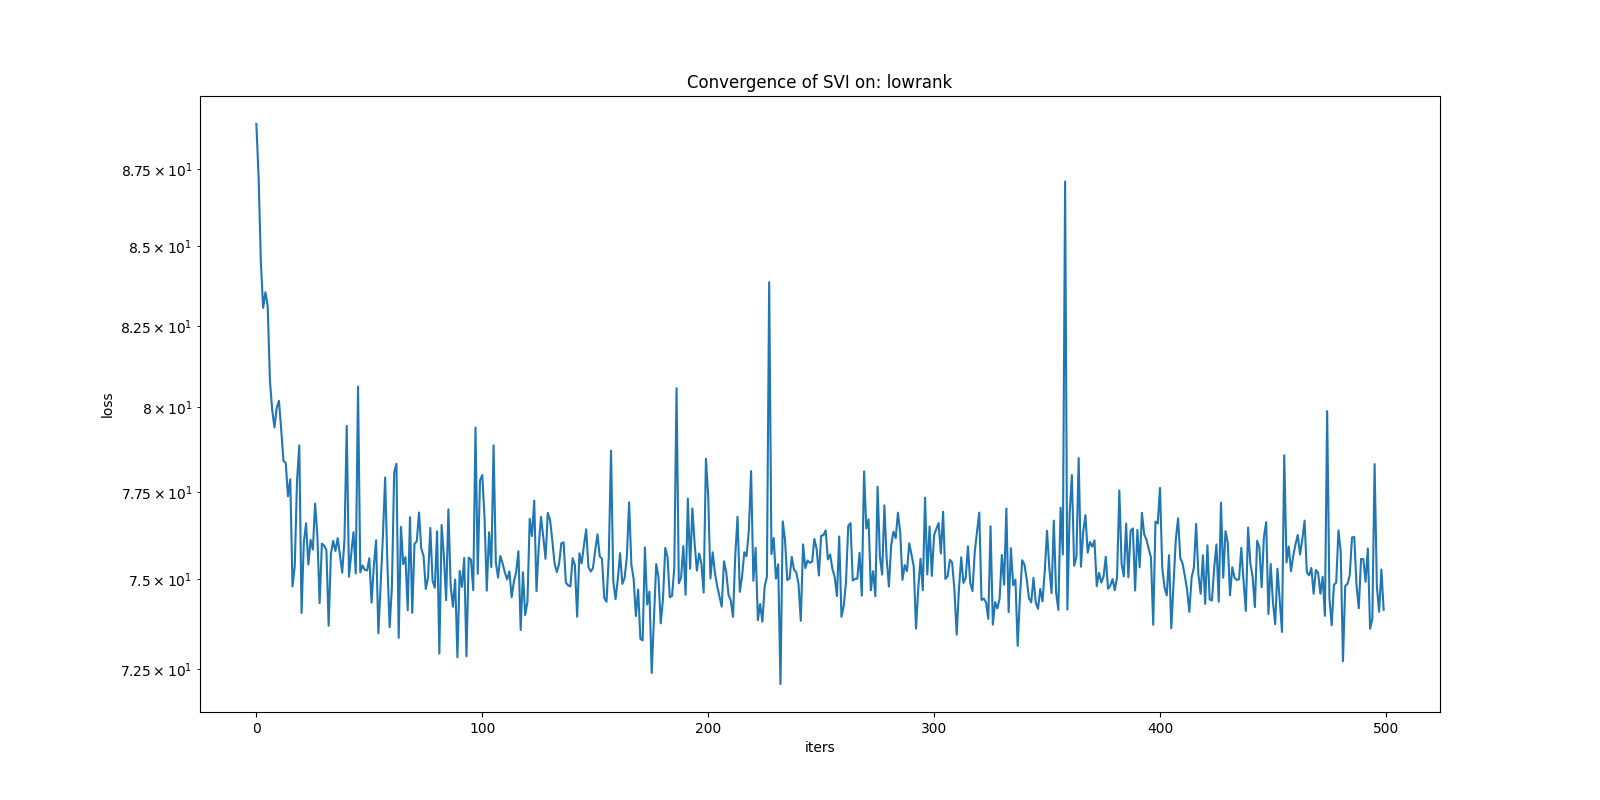 Convergence of SVI on: lowrank
8.75 × 10¹
8.5 × 10¹
8.25 × 10¹
8 × 10¹
7.75 × 10¹
7.5 × 10¹
7.25 × 10¹
loss
0 100 200 300 400 500
iters